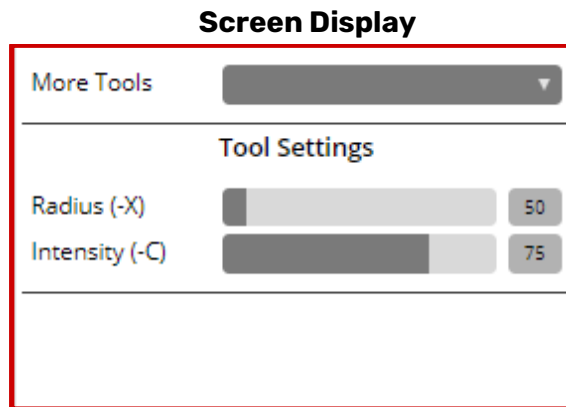 Screen Display
More Tools ▼
Tool Settings
Radius (-X) 50
Intensity (-C) 75